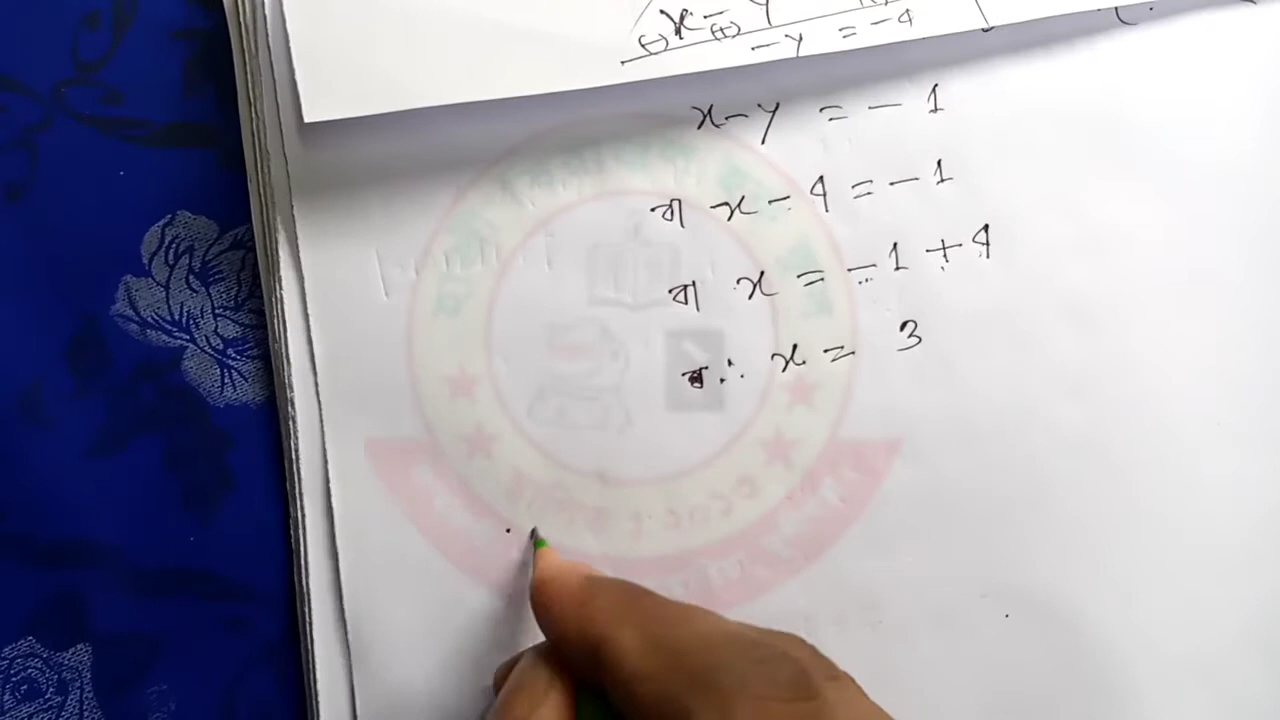 (-) x - y
(+)
-y = -4
x - y = - 1
বা x - 4 = - 1
বা x = - 1 + 4
∴ x = 3